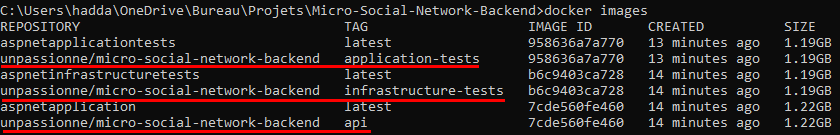 C:\Users\hadda\OneDrive\Bureau\Projets\Micro-Social-Network-Backend>docker images
REPOSITORY TAG IMAGE ID CREATED SIZE
aspnetapplicationtests latest 958636a7a770 13 minutes ago 1.19GB
unpassionne/micro-social-network-backend application-tests 958636a7a770 13 minutes ago 1.19GB
aspnetinfrastructuretests latest b6c9403ca728 14 minutes ago 1.19GB
unpassionne/micro-social-network-backend infrastructure-tests b6c9403ca728 14 minutes ago 1.19GB
aspnetapplication latest 7cde560fe460 14 minutes ago 1.22GB
unpassionne/micro-social-network-backend api 7cde560fe460 14 minutes ago 1.22GB